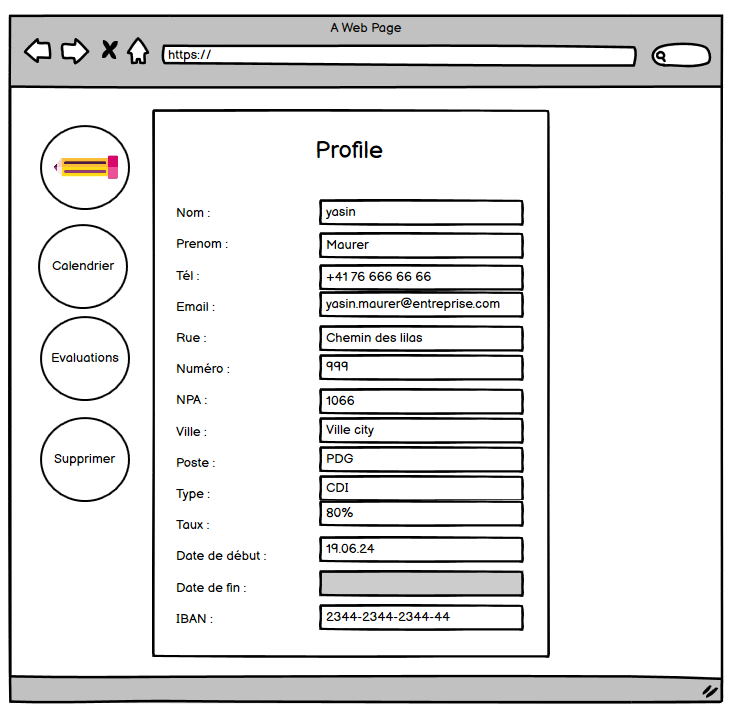 A Web Page
https://
Profile
Nom : yasin
Prenom : Maurer
Tél : +41 76 666 66 66
Email : yasin.maurer@entreprise.com
Rue : Chemin des lilas
Numéro : 999
NPA : 1066
Ville : Ville city
Poste : PDG
Type : CDI
Taux : 80%
Date de début : 19.06.24
Date de fin :
IBAN : 2344-2344-2344-44
Calendrier
Evaluations
Supprimer